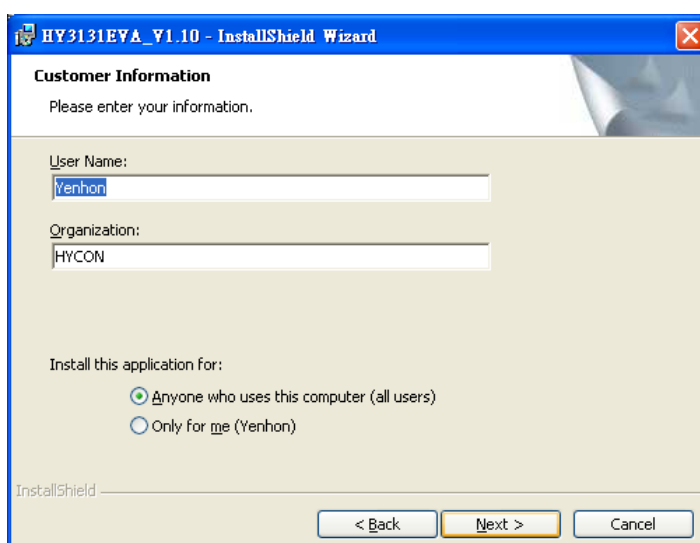 HY3131EVA_V1.10 - InstallShield Wizard
Customer Information
Please enter your information.
User Name:
Yenhon
Organization:
HYCON
Install this application for:
Anyone who uses this computer (all users)
Only for me (Yenhon)
InstallShield
< Back Next > Cancel